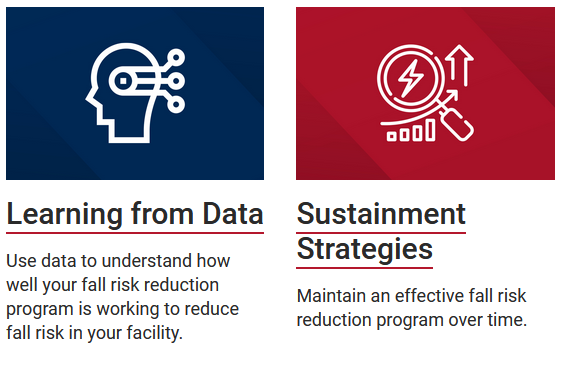 Learning from Data
Use data to understand how
well your fall risk reduction
program is working to reduce
fall risk in your facility.
Sustainment
Strategies
Maintain an effective fall risk
reduction program over time.